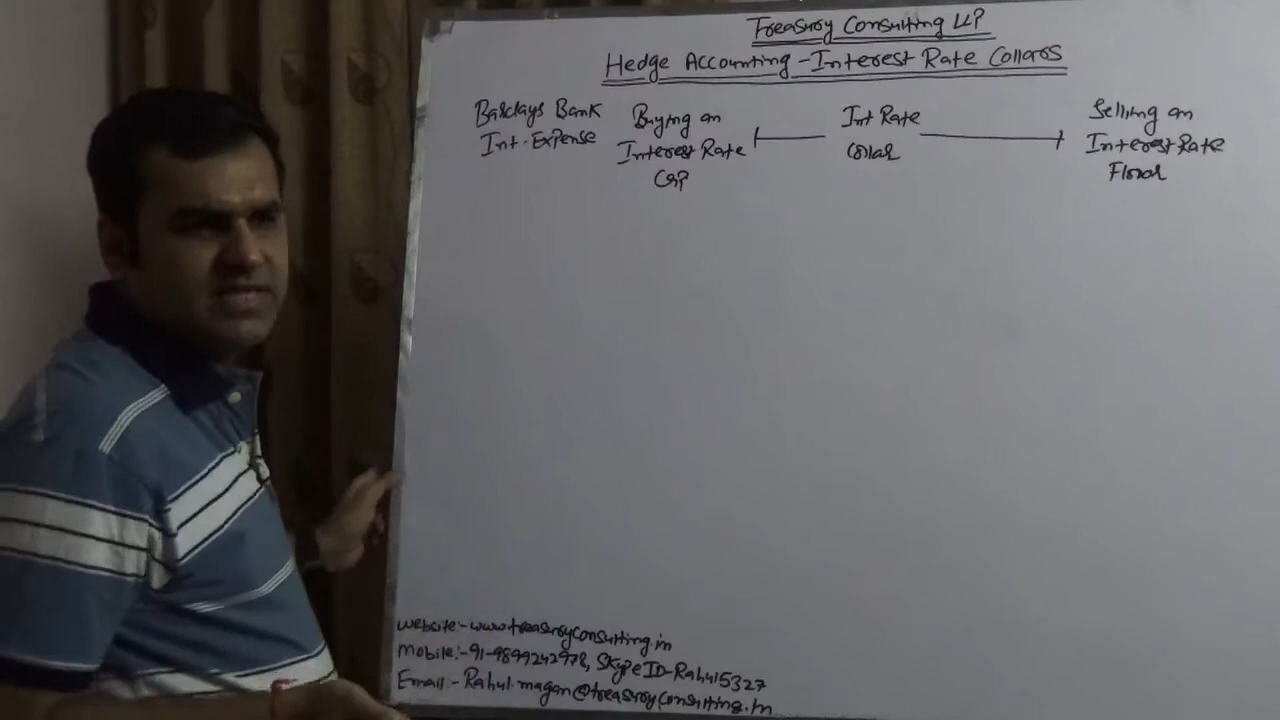 Treasury Consulting LLP
Hedge Accounting - Interest Rate Collars
Barclays Bank
Int. Expense
Buying an
Interest Rate
Cap
Int Rate
Collar
Selling an
Interest Rate
Floor
Website:- www.treasuryconsulting.in
Mobile:- 91-9899242978, Skype ID - Rahul5327
Email:- Rahul.magan@treasuryconsulting.in